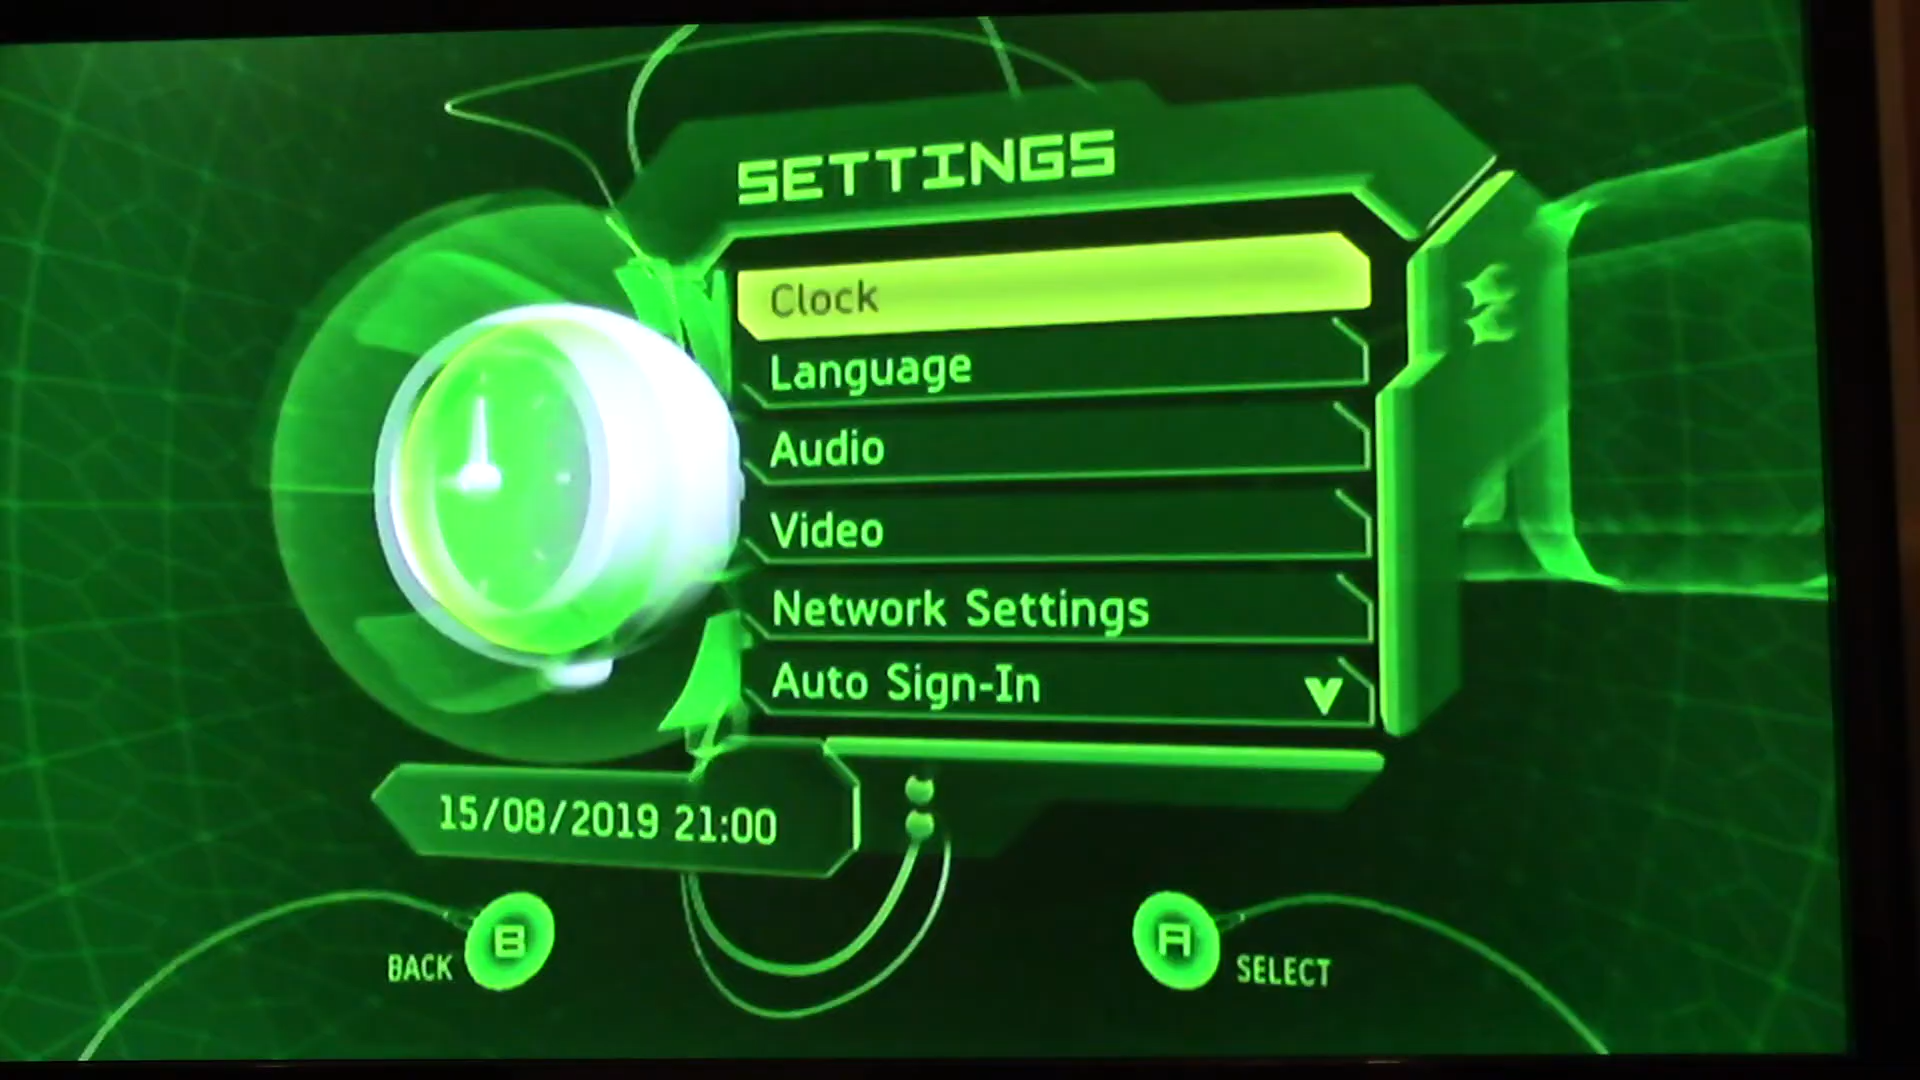 SETTINGS
Clock
Language
Audio
Video
Network Settings
Auto Sign-In
15/08/2019 21:00
BACK B
A SELECT